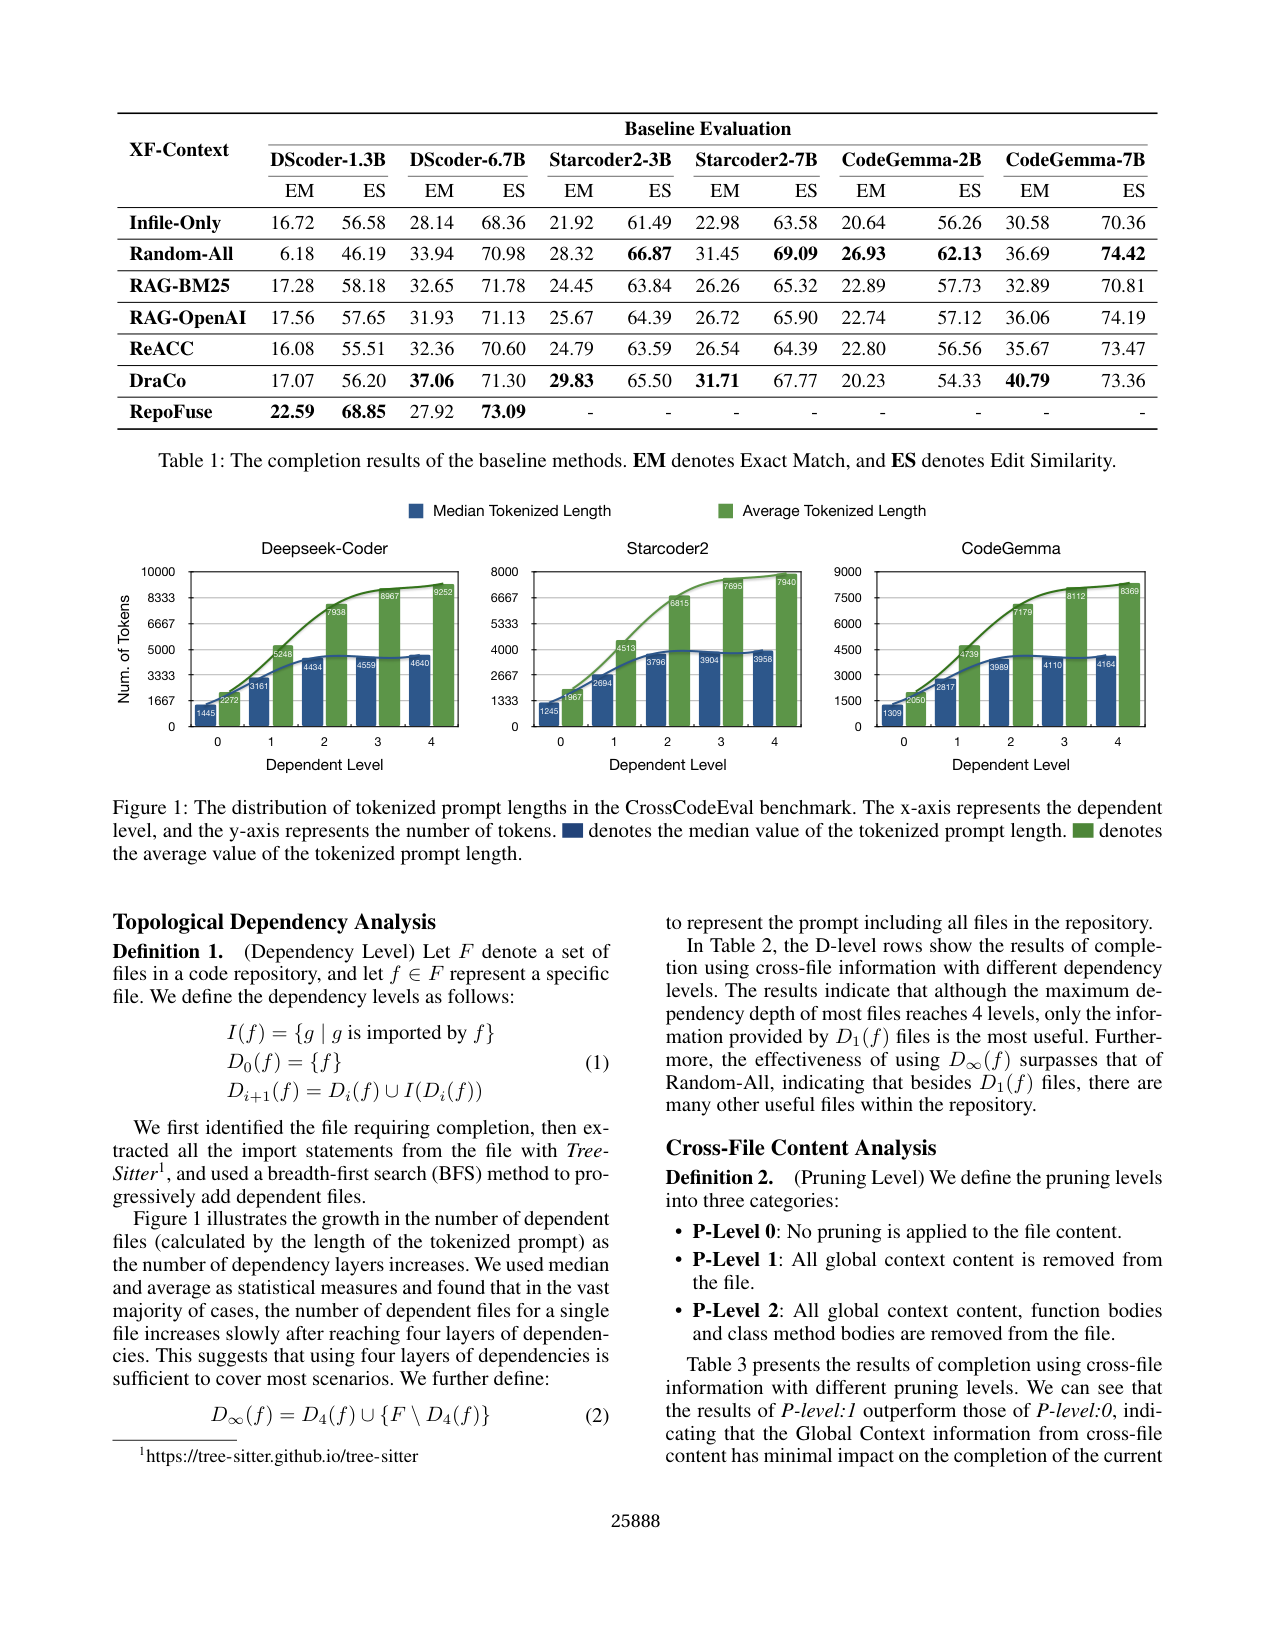 Baseline Evaluation
XF-Context
DScoder-1.3B DScoder-6.7B Starcoder2-3B Starcoder2-7B CodeGemma-2B CodeGemma-7B
EM ES EM ES EM ES EM ES EM ES EM ES
Infile-Only 16.72 56.58 28.14 68.36 21.92 61.49 22.98 63.58 20.64 56.26 30.58 70.36
Random-All 6.18 46.19 33.94 70.98 28.32 66.87 31.45 69.09 26.93 62.13 36.69 74.42
RAG-BM25 17.28 58.18 32.65 71.78 24.45 63.84 26.26 65.32 22.89 57.73 32.89 70.81
RAG-OpenAI 17.56 57.65 31.93 71.13 25.67 64.39 26.72 65.90 22.74 57.12 36.06 74.19
ReACC 16.08 55.51 32.36 70.60 24.79 63.59 26.54 64.39 22.80 56.56 35.67 73.47
DraCo 17.07 56.20 37.06 71.30 29.83 65.50 31.71 67.77 20.23 54.33 40.79 73.36
RepoFuse 22.59 68.85 27.92 73.09 - - - - - - - -
Table 1: The completion results of the baseline methods. EM denotes Exact Match, and ES denotes Edit Similarity.
Median Tokenized Length Average Tokenized Length
Deepseek-Coder
Num. of Tokens
10000
8333
6667
5000
3333
1667
0
1445 2272 3161 5248 4434 7938 4559 8967 4640 9252
0 1 2 3 4
Dependent Level
Starcoder2
8000
6667
5333
4000
2667
1333
0
1245 1967 2694 4513 3796 6815 3904 7695 3958 7940
0 1 2 3 4
Dependent Level
CodeGemma
9000
7500
6000
4500
3000
1500
0
1309 2050 2817 4739 3989 7179 4110 8112 4164 8369
0 1 2 3 4
Dependent Level
Figure 1: The distribution of tokenized prompt lengths in the CrossCodeEval benchmark. The x-axis represents the dependent
level, and the y-axis represents the number of tokens. denotes the median value of the tokenized prompt length. denotes
the average value of the tokenized prompt length.
Topological Dependency Analysis
Definition 1. (Dependency Level) Let F denote a set of
files in a code repository, and let f ∈ F represent a specific
file. We define the dependency levels as follows:
I(f) = {g | g is imported by f}
D₀(f) = {f} (1)
Dᵢ₊₁(f) = Dᵢ(f) ∪ I(Dᵢ(f))
We first identified the file requiring completion, then ex-
tracted all the import statements from the file with Tree-
Sitter¹, and used a breadth-first search (BFS) method to pro-
gressively add dependent files.
Figure 1 illustrates the growth in the number of dependent
files (calculated by the length of the tokenized prompt) as
the number of dependency layers increases. We used median
and average as statistical measures and found that in the vast
majority of cases, the number of dependent files for a single
file increases slowly after reaching four layers of dependen-
cies. This suggests that using four layers of dependencies is
sufficient to cover most scenarios. We further define:
D∞(f) = D₄(f) ∪ {F \ D₄(f)} (2)
¹https://tree-sitter.github.io/tree-sitter
to represent the prompt including all files in the repository.
In Table 2, the D-level rows show the results of comple-
tion using cross-file information with different dependency
levels. The results indicate that although the maximum de-
pendency depth of most files reaches 4 levels, only the infor-
mation provided by D₁(f) files is the most useful. Further-
more, the effectiveness of using D∞(f) surpasses that of
Random-All, indicating that besides D₁(f) files, there are
many other useful files within the repository.
Cross-File Content Analysis
Definition 2. (Pruning Level) We define the pruning levels
into three categories:
• P-Level 0: No pruning is applied to the file content.
• P-Level 1: All global context content is removed from
the file.
• P-Level 2: All global context content, function bodies
and class method bodies are removed from the file.
Table 3 presents the results of completion using cross-file
information with different pruning levels. We can see that
the results of P-level:1 outperform those of P-level:0, indi-
cating that the Global Context information from cross-file
content has minimal impact on the completion of the current
25888